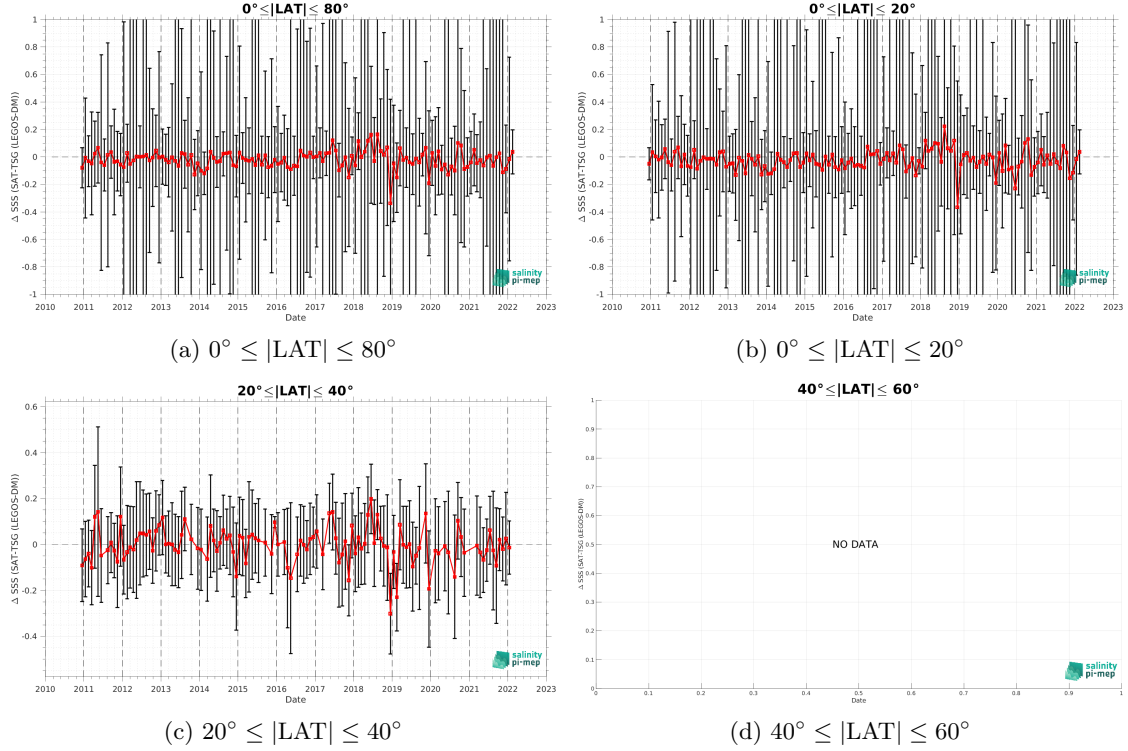 0°≤|LAT|≤ 80°
Δ SSS (SAT-TSG (LEGOS-DM))
1
0.8
0.6
0.4
0.2
0
-0.2
-0.4
-0.6
-0.8
-1
2010 2011 2012 2013 2014 2015 2016 2017 2018 2019 2020 2021 2022 2023
Date
salinity
pi-mep
(a) 0° ≤ |LAT| ≤ 80°
0°≤|LAT|≤ 20°
Δ SSS (SAT-TSG (LEGOS-DM))
1
0.8
0.6
0.4
0.2
0
-0.2
-0.4
-0.6
-0.8
-1
2010 2011 2012 2013 2014 2015 2016 2017 2018 2019 2020 2021 2022 2023
Date
salinity
pi-mep
(b) 0° ≤ |LAT| ≤ 20°
20°≤|LAT|≤ 40°
Δ SSS (SAT-TSG (LEGOS-DM))
0.6
0.4
0.2
0
-0.2
-0.4
2010 2011 2012 2013 2014 2015 2016 2017 2018 2019 2020 2021 2022 2023
Date
salinity
pi-mep
(c) 20° ≤ |LAT| ≤ 40°
40°≤|LAT|≤ 60°
Δ SSS (SAT-TSG (LEGOS-DM))
1
0.9
0.8
0.7
0.6
0.5
0.4
0.3
0.2
0.1
0
NO DATA
0 0.1 0.2 0.3 0.4 0.5 0.6 0.7 0.8 0.9 1
Date
salinity
pi-mep
(d) 40° ≤ |LAT| ≤ 60°